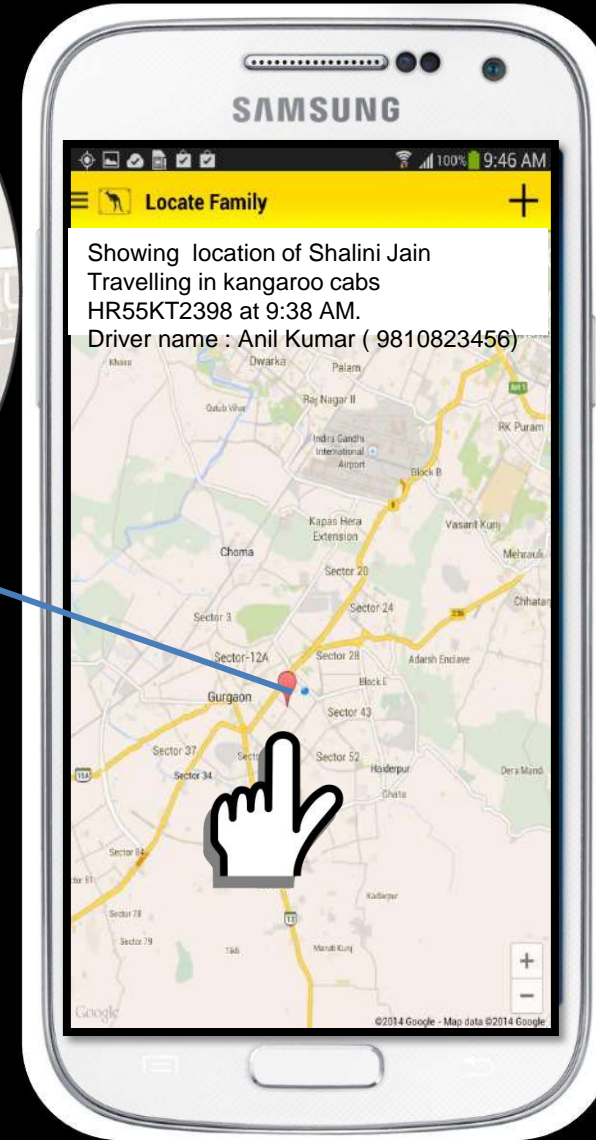 SAMSUNG
100% 9:46 AM
Locate Family
Showing location of Shalini Jain
Travelling in kangaroo cabs
HR55KT2398 at 9:38 AM.
Driver name : Anil Kumar ( 9810823456)
Dwarka
Palam
Qutub Vihar
Raj Nagar II
RK Puram
Indira Gandhi
International
Airport
Block B
Kapas Hera
Extension
Vasant Kunj
Choma
Mehrauli
Sector 20
Sector 3
Sector 24
236
Sector-12A
Sector 28
Adarsh Enclave
Block E
Gurgaon
Sector 43
Sector 37
Sector 52
Sector 34
Haiderpur
Dera Mandi
Ghata
Sector 84
Kadarpur
Sector 78
Sector 79
Tikli
Mandi Kunj
+
−
Google
©2014 Google - Map data ©2014 Google